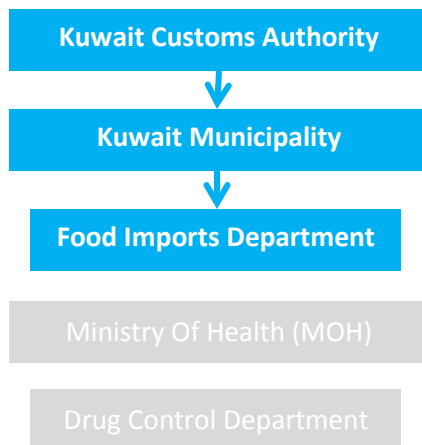 Kuwait Customs Authority
Kuwait Municipality
Food Imports Department
Ministry Of Health (MOH)
Drug Control Department